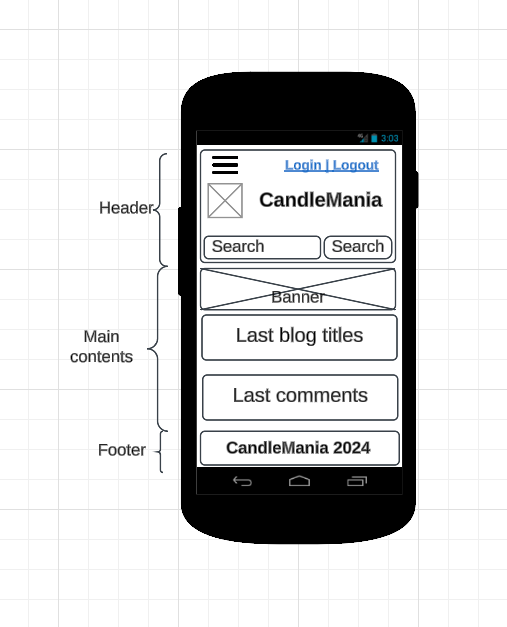 3:03
Login | Logout
Header
CandleMania
Search
Search
Banner
Last blog titles
Main
contents
Last comments
Footer
CandleMania 2024